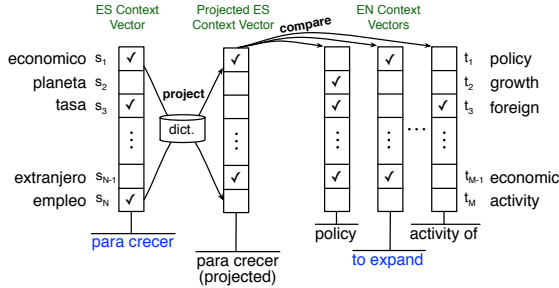 ES Context
Vector
Projected ES
Context Vector
EN Context
Vectors
compare
economico s1
planeta s2
tasa s3
extranjero sN-1
empleo sN
project
dict.
t1 policy
t2 growth
t3 foreign
tM-1 economic
tM activity
...
para crecer
para crecer
(projected)
policy
to expand
activity of